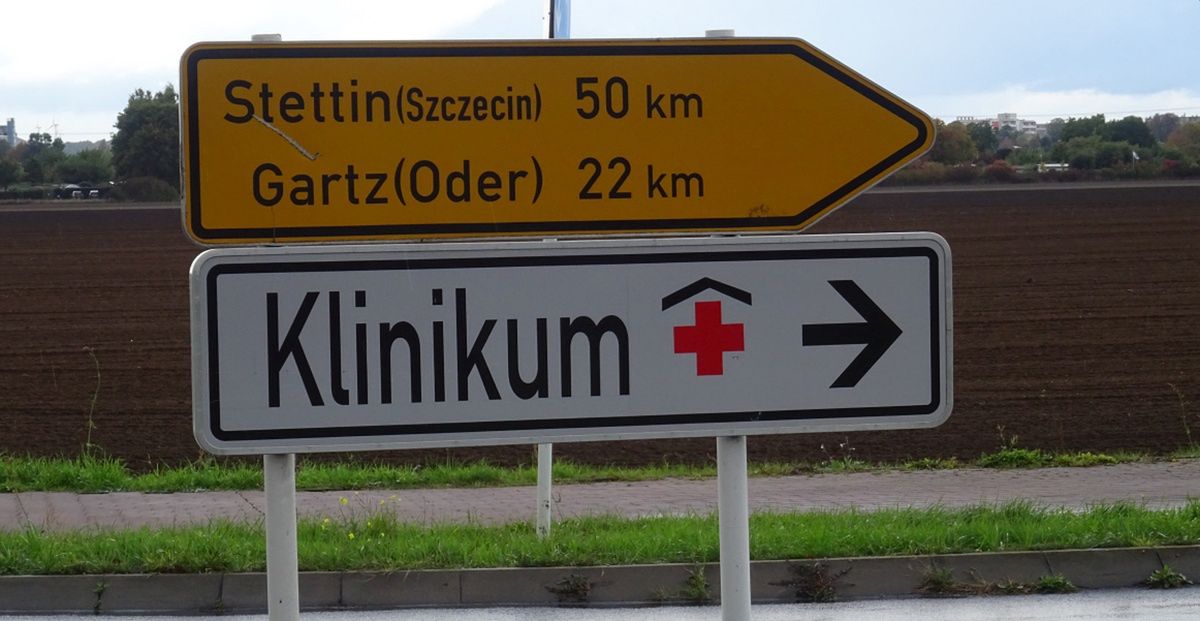 Stettin(Szczecin) 50 km
Gartz(Oder) 22 km
Klinikum